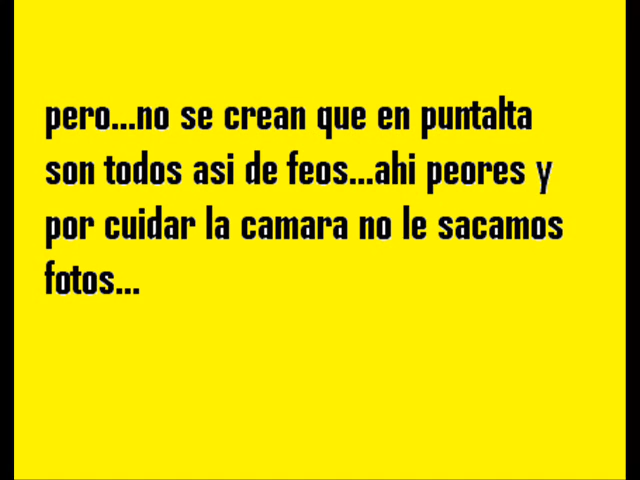 pero...no se crean que en puntalta
son todos asi de feos...ahi peores y
por cuidar la camara no le sacamos
fotos...